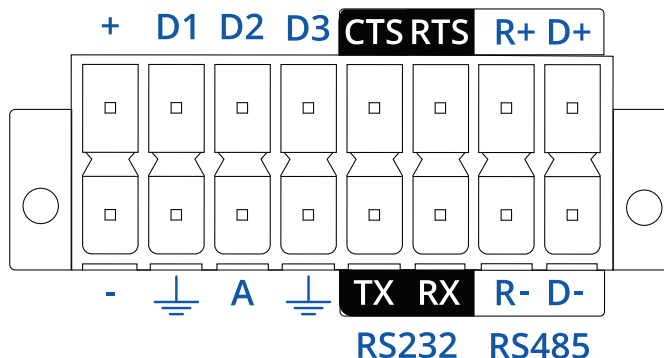 + D1 D2 D3 CTS RTS R+ D+
- A TX RX R- D-
RS232 RS485